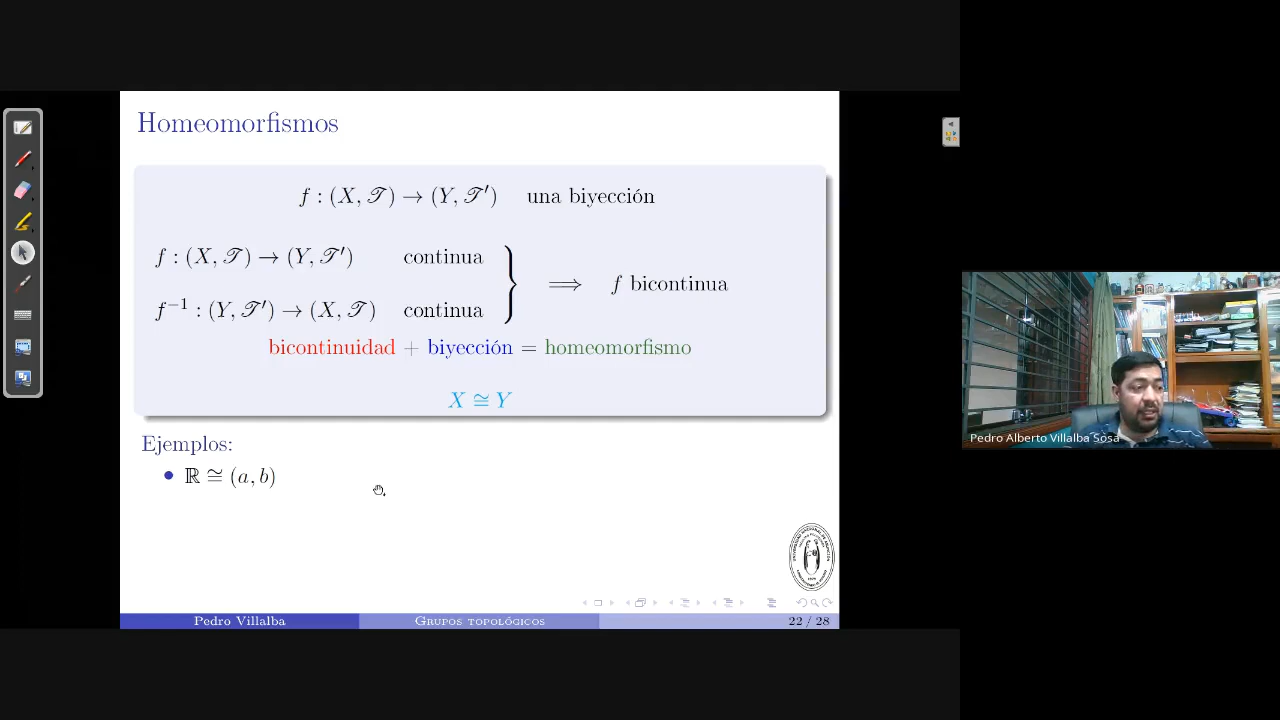 Homeomorfismos
f : (X, 𝒯) → (Y, 𝒯′) una biyección
f : (X, 𝒯) → (Y, 𝒯′) continua
f⁻¹ : (Y, 𝒯′) → (X, 𝒯) continua
⟹ f bicontinua
bicontinuidad + biyección = homeomorfismo
X ≅ Y
Ejemplos:
• ℝ ≅ (a, b)
Pedro Villalba Grupos topológicos 22 / 28
Pedro Alberto Villalba Sosa